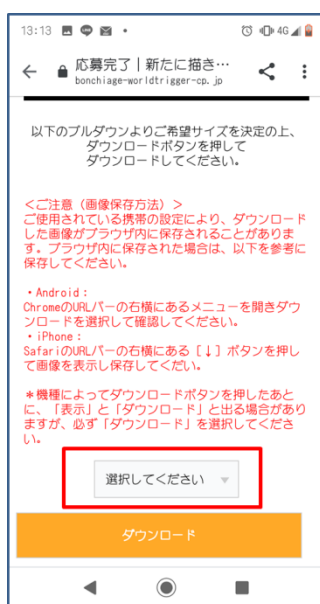 13:13
4G
応募完了 | 新たに描き…
bonchiage-worldtrigger-cp.jp
以下のプルダウンよりご希望サイズを決定の上、
ダウンロードボタンを押して
ダウンロードしてください。
<ご注意（画像保存方法）>
ご使用されている携帯の設定により、ダウンロード
した画像がブラウザ内に保存されることがありま
す。ブラウザ内に保存された場合は、以下を参考に
保存してください。
・Android：
ChromeのURLバーの右横にあるメニューを開きダウ
ンロードを選択して確認してください。
・iPhone：
SafariのURLバーの右横にある［↓］ボタンを押し
て画像を表示し保存してくだい。
＊機種によってダウンロードボタンを押したあと
に、「表示」と「ダウンロード」と出る場合があり
ますが、必ず「ダウンロード」を選択してくださ
い。
選択してください
ダウンロード